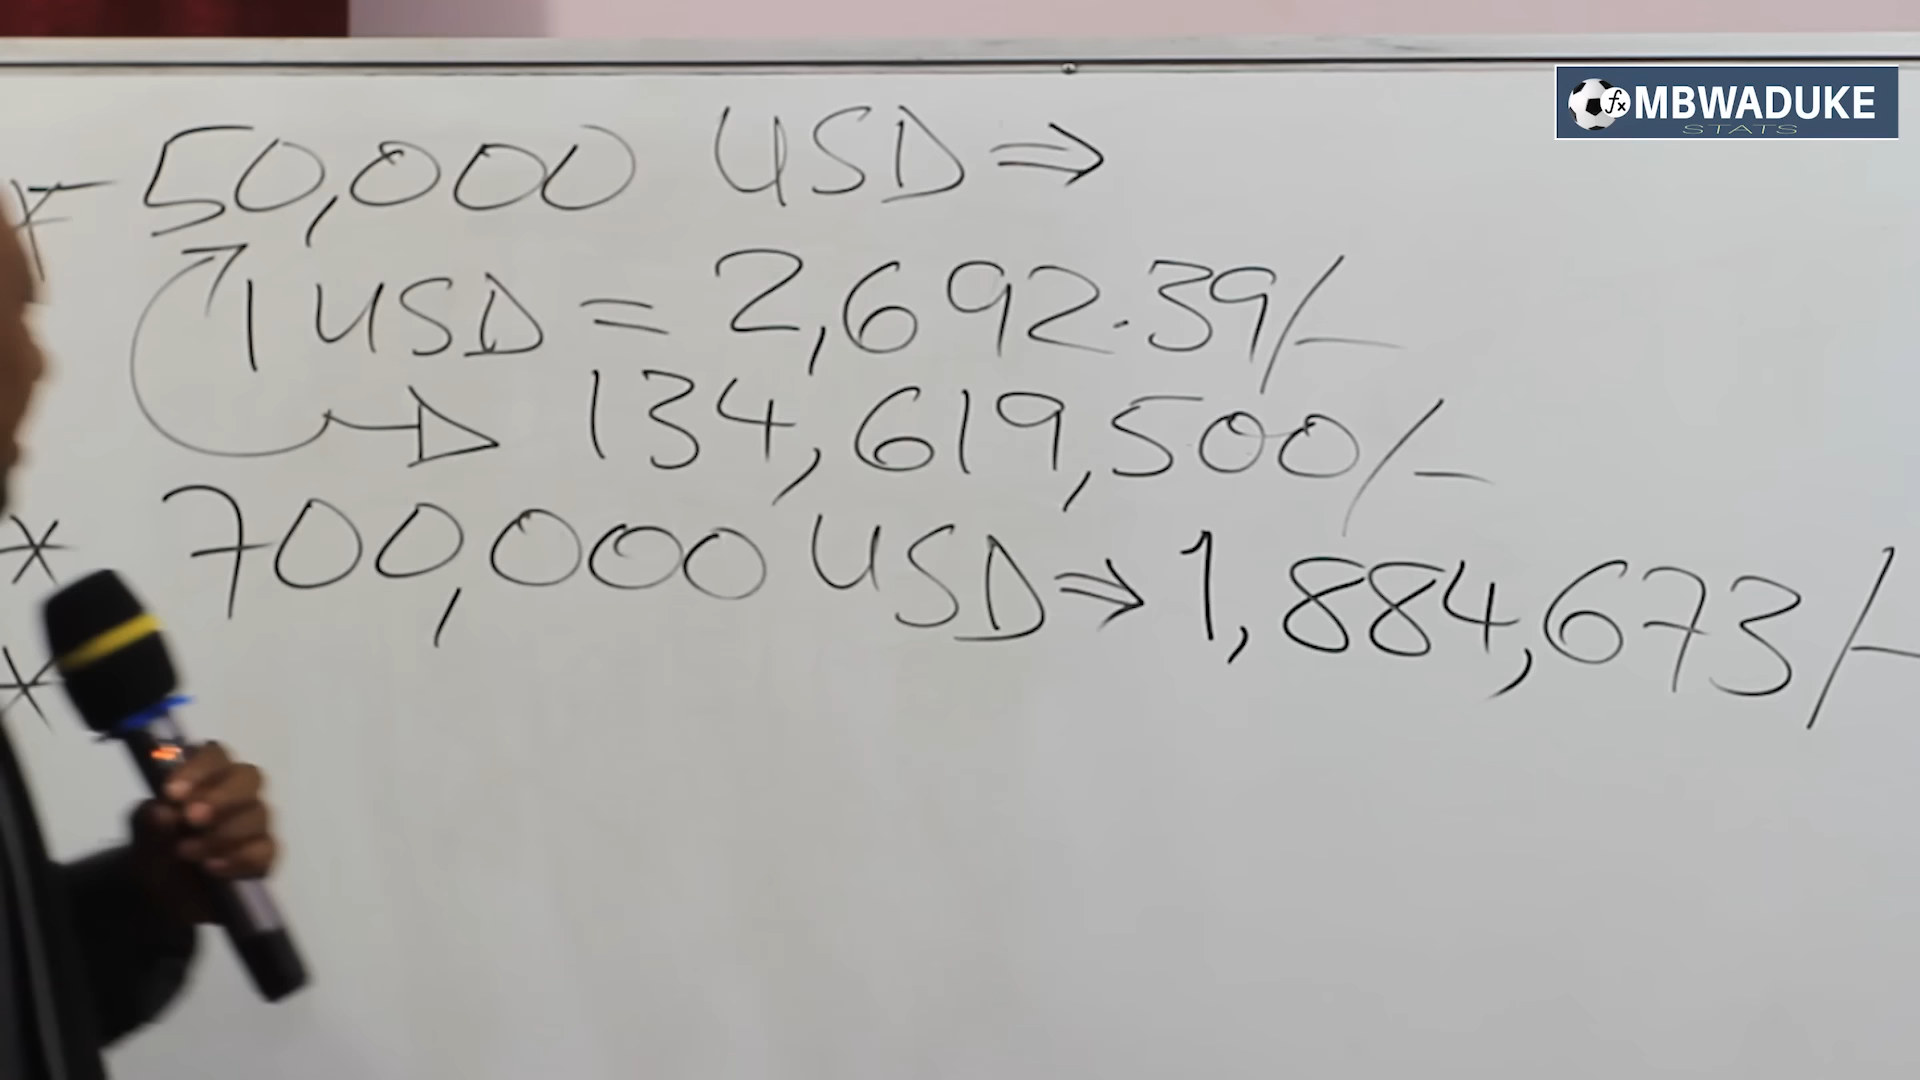 fx MBWADUKE
STATS
* 50,000 USD ⇒
1 USD = 2,692.39/-
134,619,500/-
* 700,000 USD ⇒ 1,884,673/-
*